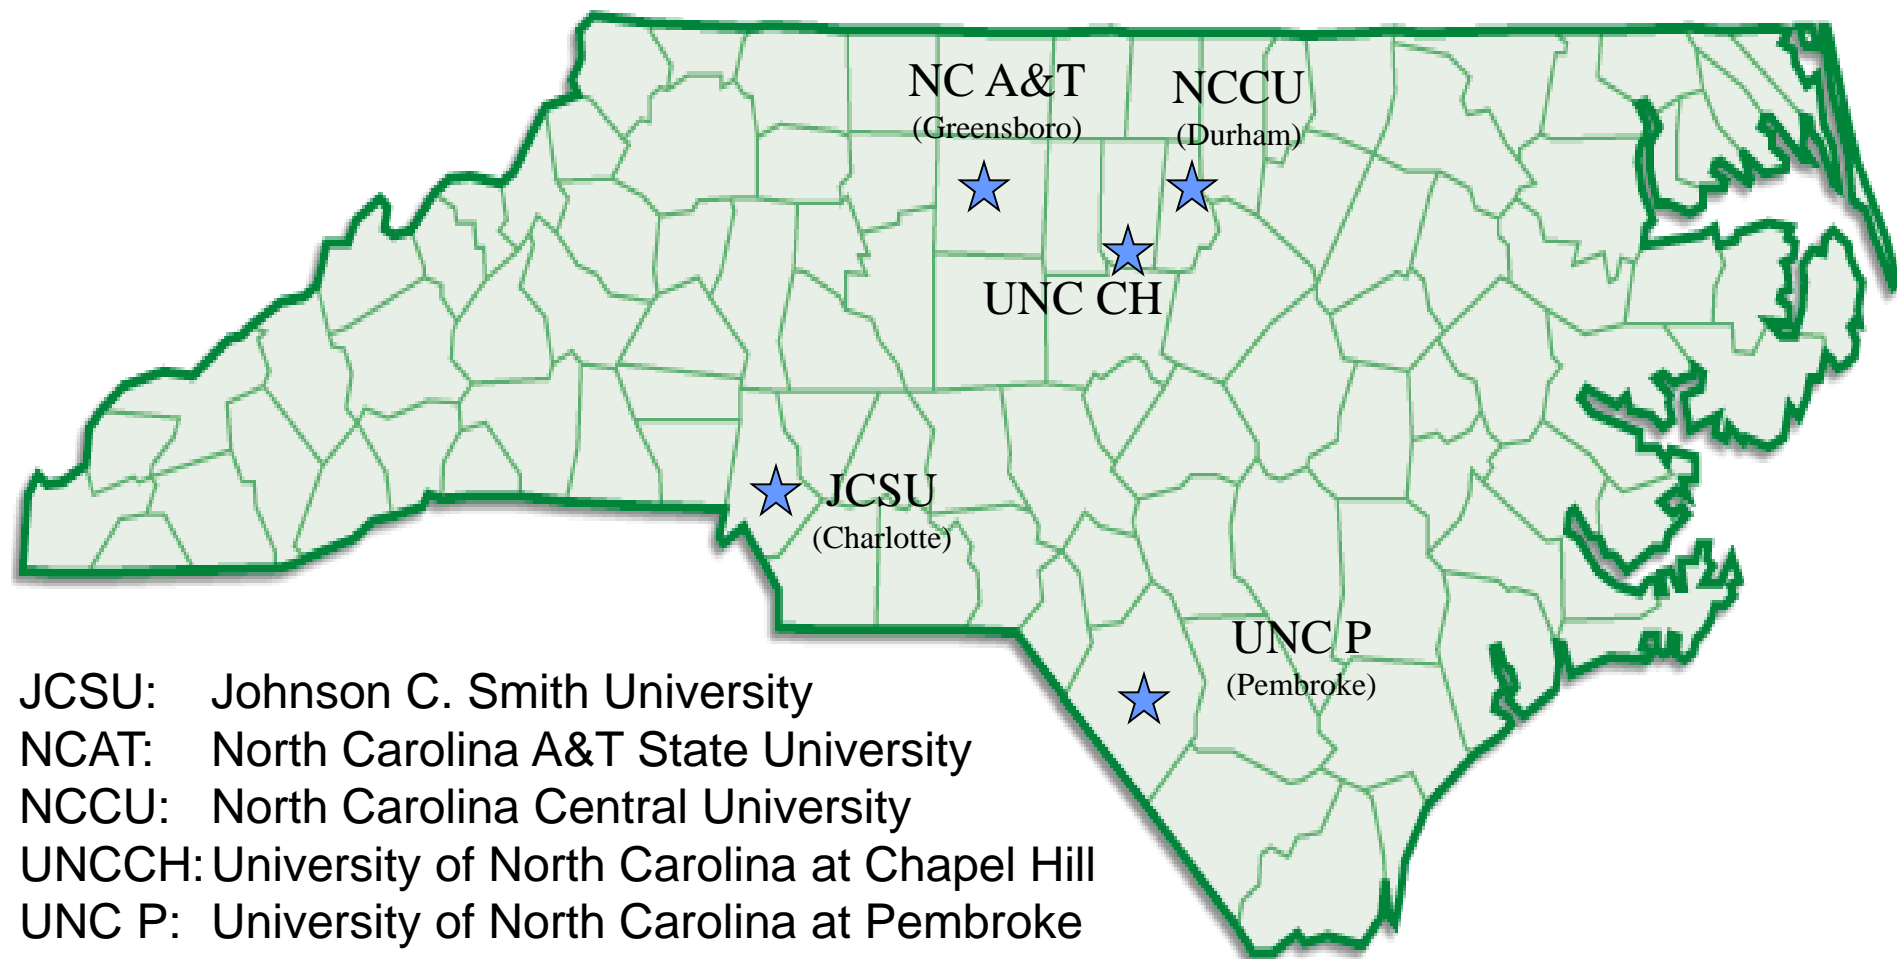 NC A&T
(Greensboro)
NCCU
(Durham)
UNC CH
JCSU
(Charlotte)
UNC P
(Pembroke)
JCSU: Johnson C. Smith University
NCAT: North Carolina A&T State University
NCCU: North Carolina Central University
UNCCH: University of North Carolina at Chapel Hill
UNC P: University of North Carolina at Pembroke